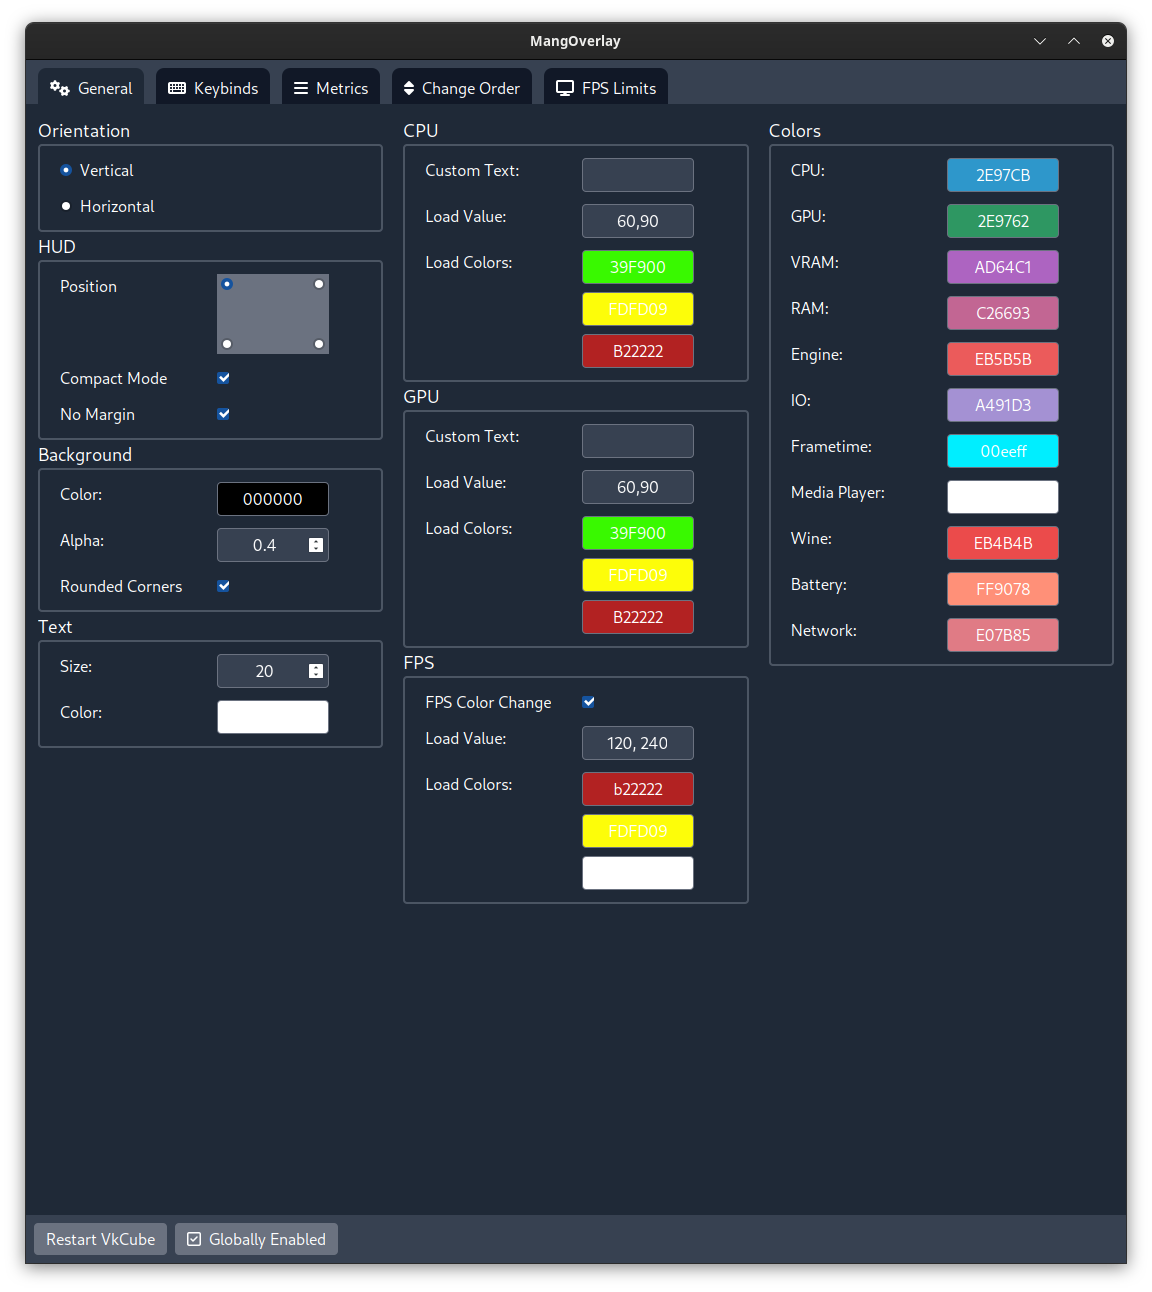 MangOverlay
General
Keybinds
Metrics
Change Order
FPS Limits
Orientation
Vertical
Horizontal
HUD
Position
Compact Mode
No Margin
Background
Color:
000000
Alpha:
0.4
Rounded Corners
Text
Size:
20
Color:
CPU
Custom Text:
Load Value:
60,90
Load Colors:
39F900
FDFD09
B22222
GPU
Custom Text:
Load Value:
60,90
Load Colors:
39F900
FDFD09
B22222
FPS
FPS Color Change
Load Value:
120, 240
Load Colors:
b22222
FDFD09
Colors
CPU:
2E97CB
GPU:
2E9762
VRAM:
AD64C1
RAM:
C26693
Engine:
EB5B5B
IO:
A491D3
Frametime:
00eeff
Media Player:
Wine:
EB4B4B
Battery:
FF9078
Network:
E07B85
Restart VkCube
Globally Enabled